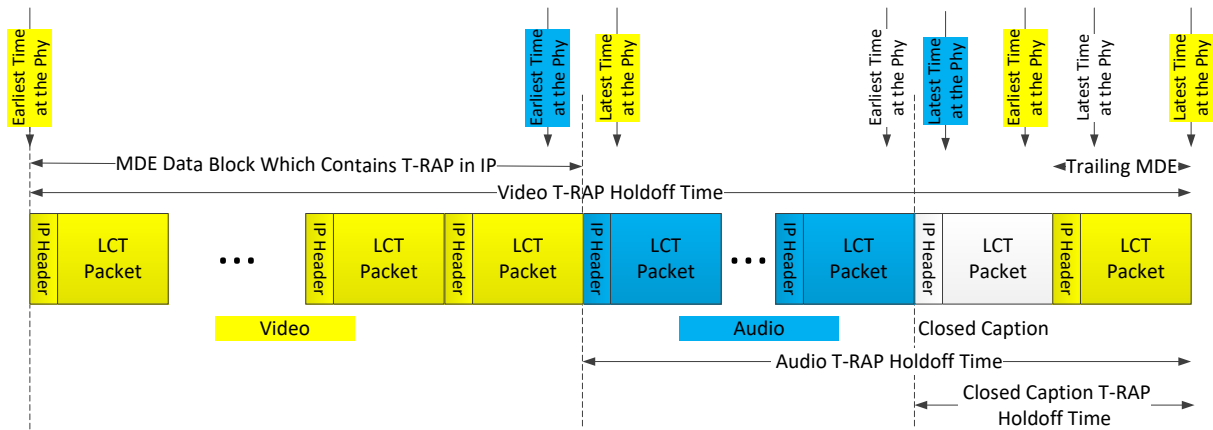 Earliest Time
at the Phy
Earliest Time
at the Phy
Latest Time
at the Phy
Earliest Time
at the Phy
Latest Time
at the Phy
Earliest Time
at the Phy
Latest Time
at the Phy
Latest Time
at the Phy
MDE Data Block Which Contains T-RAP in IP
Trailing MDE
Video T-RAP Holdoff Time
IP Header
LCT
Packet
...
IP Header
LCT
Packet
IP Header
LCT
Packet
IP Header
LCT
Packet
...
IP Header
LCT
Packet
IP Header
LCT
Packet
IP Header
LCT
Packet
Video
Audio
Closed Caption
Audio T-RAP Holdoff Time
Closed Caption T-RAP
Holdoff Time